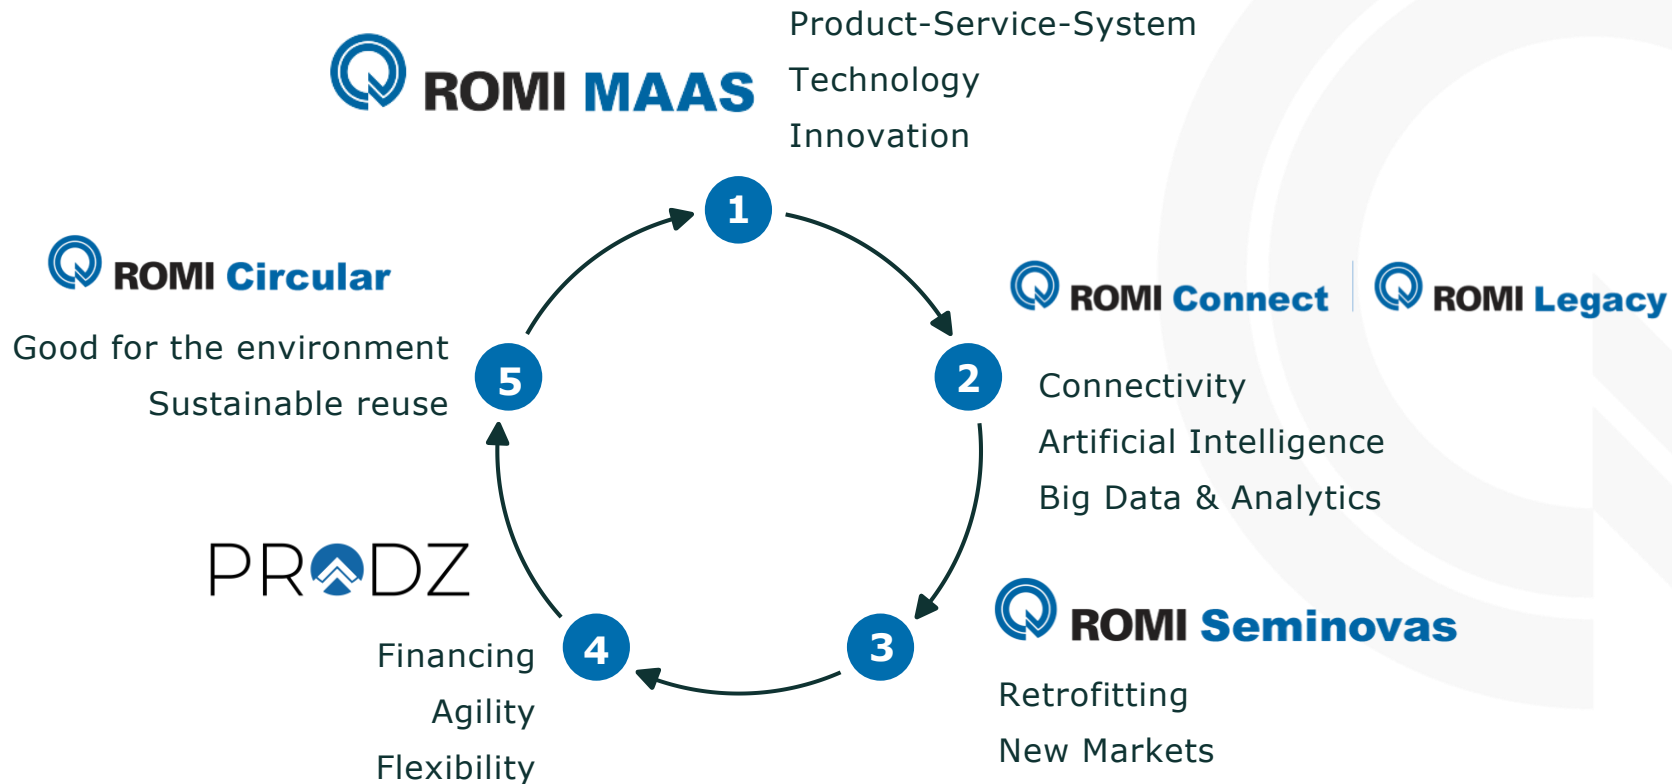 ROMI MAAS
Product-Service-System
Technology
Innovation
1
ROMI Connect
ROMI Legacy
2
Connectivity
Artificial Intelligence
Big Data & Analytics
ROMI Seminovas
3
Retrofitting
New Markets
PRODZ
4
Financing
Agility
Flexibility
ROMI Circular
5
Good for the environment
Sustainable reuse